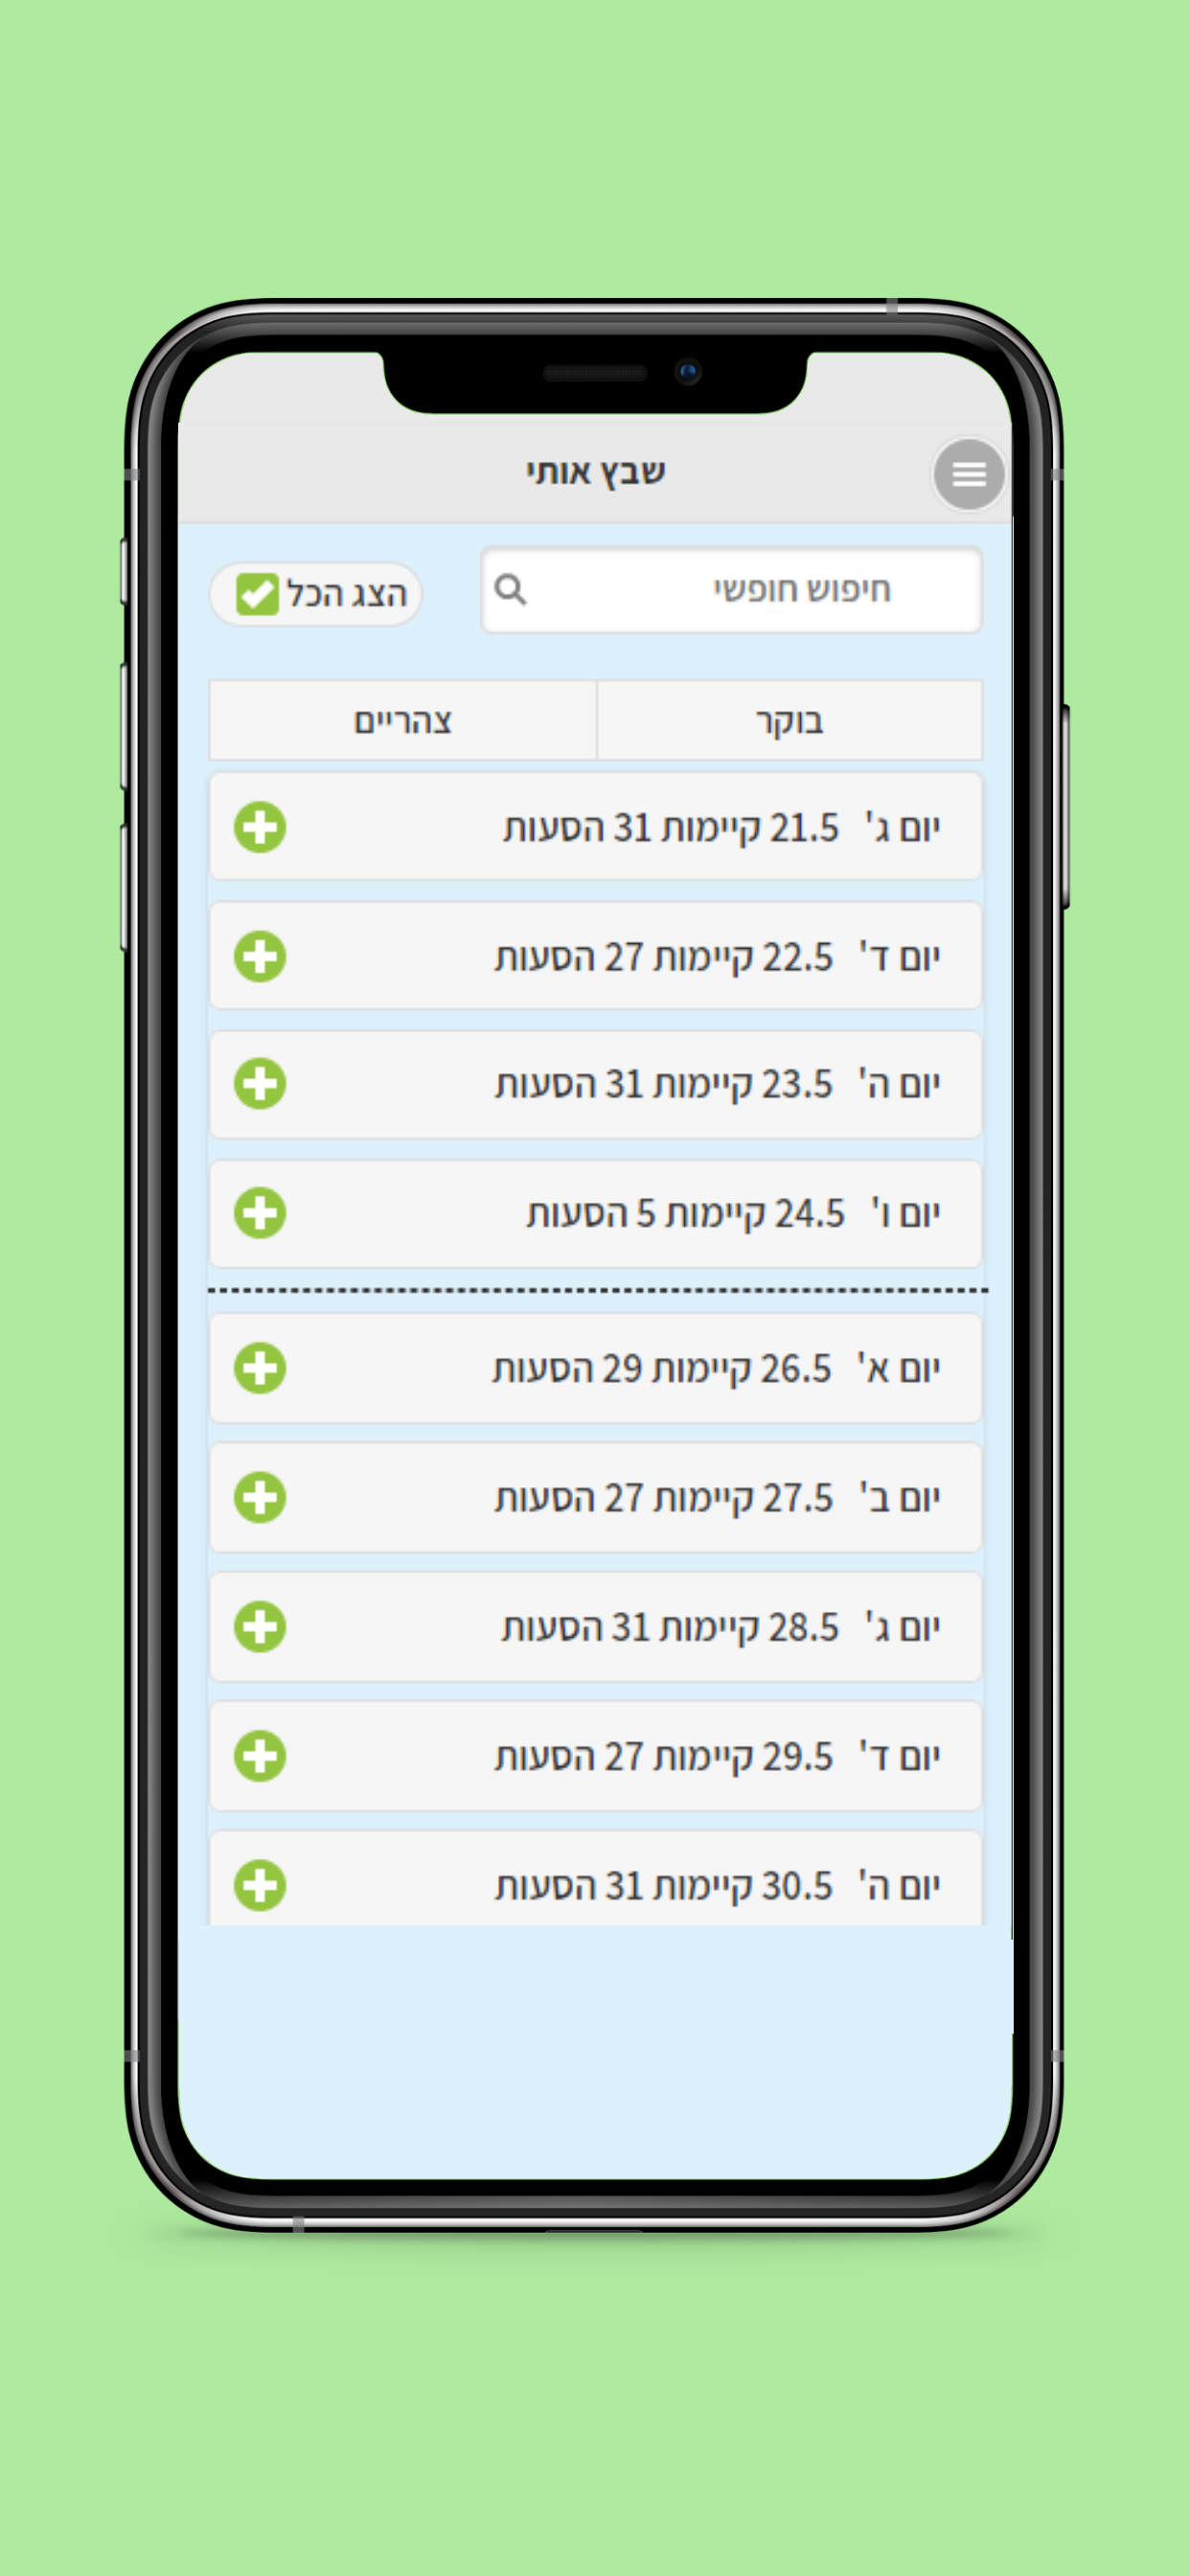 שבץ אותי
חיפוש חופשי
הצג הכל
בוקר
צהריים
יום ג' 21.5 קיימות 31 הסעות
יום ד' 22.5 קיימות 27 הסעות
יום ה' 23.5 קיימות 31 הסעות
יום ו' 24.5 קיימות 5 הסעות
יום א' 26.5 קיימות 29 הסעות
יום ב' 27.5 קיימות 27 הסעות
יום ג' 28.5 קיימות 31 הסעות
יום ד' 29.5 קיימות 27 הסעות
יום ה' 30.5 קיימות 31 הסעות